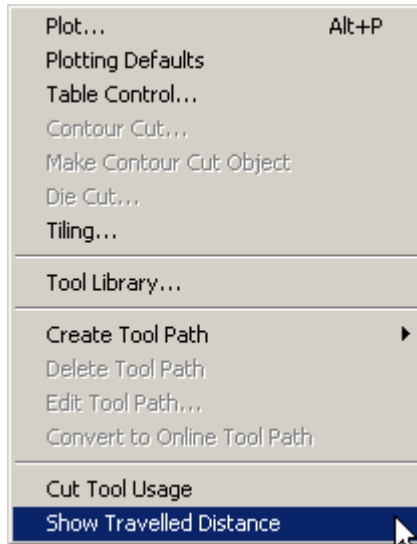 Plot... Alt+P
Plotting Defaults
Table Control...
Contour Cut...
Make Contour Cut Object
Die Cut...
Tiling...
Tool Library...
Create Tool Path
Delete Tool Path
Edit Tool Path...
Convert to Online Tool Path
Cut Tool Usage
Show Travelled Distance